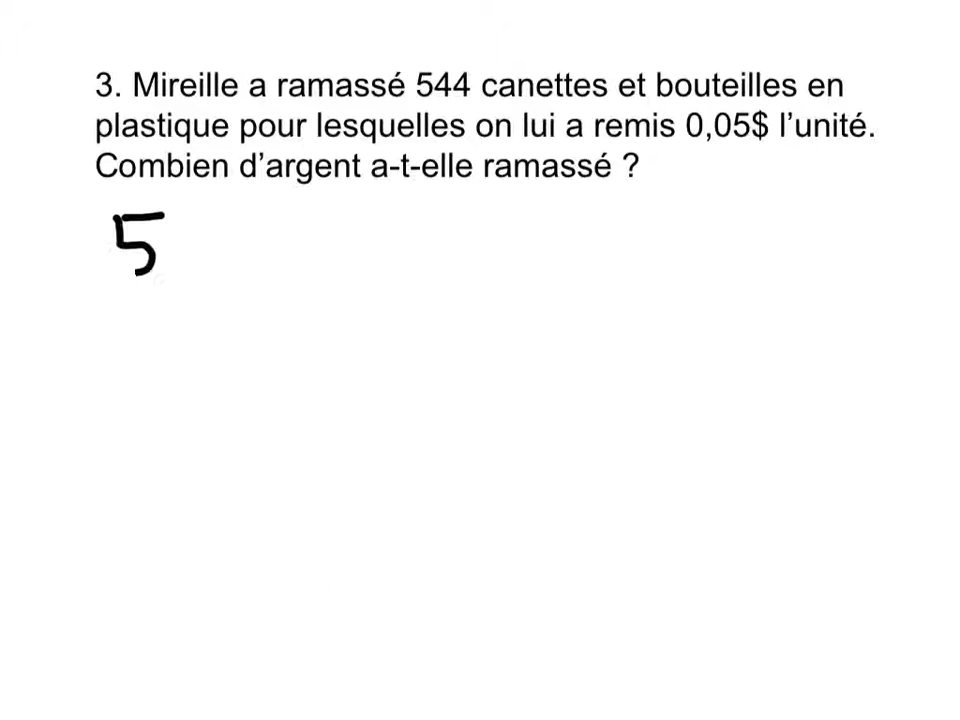 3. Mireille a ramassé 544 canettes et bouteilles en
plastique pour lesquelles on lui a remis 0,05$ l’unité.
Combien d’argent a-t-elle ramassé ?
5